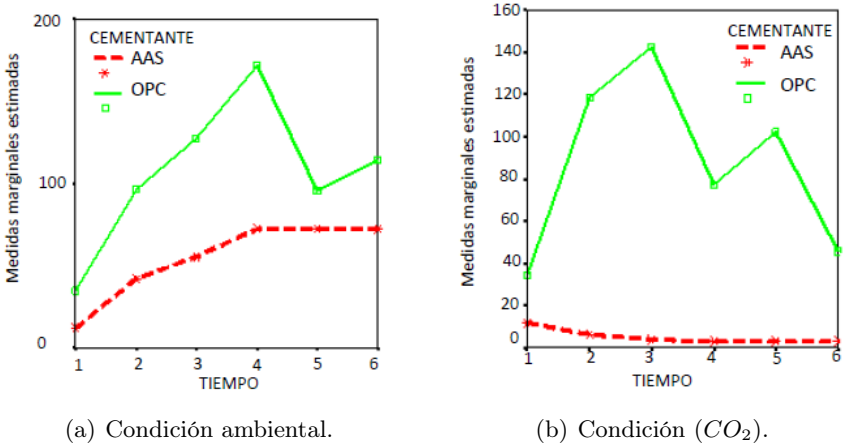 200
100
0
Medidas marginales estimadas
CEMENTANTE
AAS
OPC
1 2 3 4 5 6
TIEMPO
(a) Condición ambiental.
160
140
120
100
80
60
40
20
0
Medidas marginales estimadas
CEMENTANTE
AAS
OPC
1 2 3 4 5 6
TIEMPO
(b) Condición (CO₂).